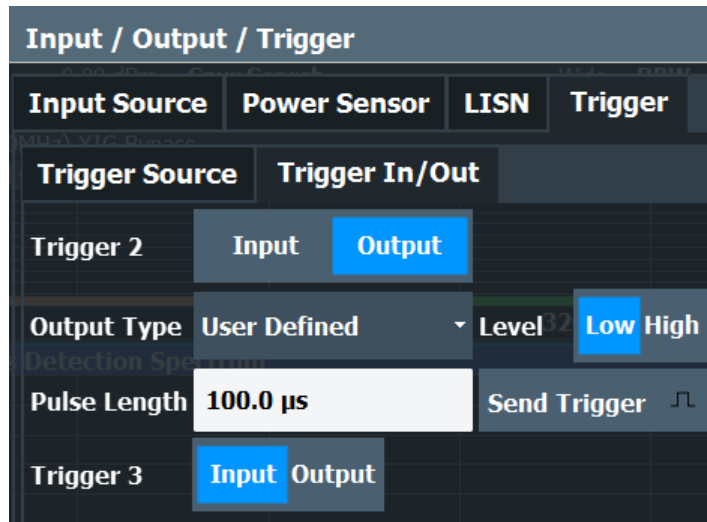 Input / Output / Trigger
Input Source Power Sensor LISN Trigger
Trigger Source Trigger In/Out
Trigger 2 Input Output
Output Type User Defined Level Low High
Pulse Length 100.0 µs Send Trigger
Trigger 3 Input Output